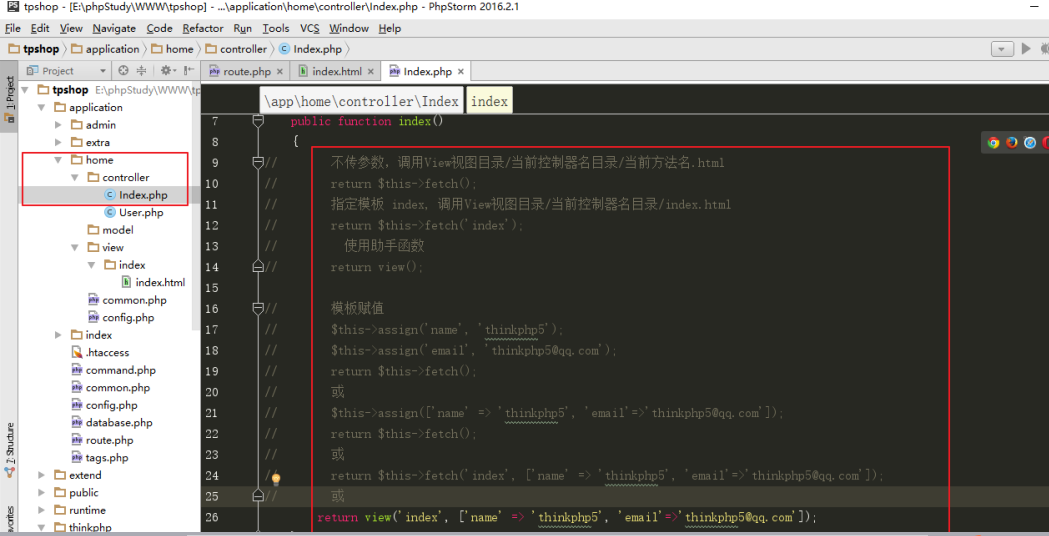 tpshop - [E:\phpStudy\WWW\tpshop] - ...\application\home\controller\Index.php - PhpStorm 2016.2.1
File Edit View Navigate Code Refactor Run Tools VCS Window Help
tpshop application home controller Index.php
Project route.php index.html Index.php
1: Project
tpshop E:\phpStudy\WWW\tp
application
admin
extra
home
controller
Index.php
User.php
model
view
index
index.html
common.php
config.php
index
.htaccess
command.php
common.php
config.php
database.php
route.php
tags.php
extend
public
runtime
thinkphp
7: Structure
vorites
\app\home\controller\Index index
7 public function index()
8 {
9 // 不传参数，调用View视图目录/当前控制器名目录/当前方法名.html
10 // return $this->fetch();
11 // 指定模板 index, 调用View视图目录/当前控制器名目录/index.html
12 // return $this->fetch('index');
13 // 使用助手函数
14 // return view();
15
16 // 模板赋值
17 // $this->assign('name', 'thinkphp5');
18 // $this->assign('email', 'thinkphp5@qq.com');
19 // return $this->fetch();
20 // 或
21 // $this->assign(['name' => 'thinkphp5', 'email'=>'thinkphp5@qq.com']);
22 // return $this->fetch();
23 // 或
24 // return $this->fetch('index', ['name' => 'thinkphp5', 'email'=>'thinkphp5@qq.com']);
25 // 或
26 return view('index', ['name' => 'thinkphp5', 'email'=>'thinkphp5@qq.com']);